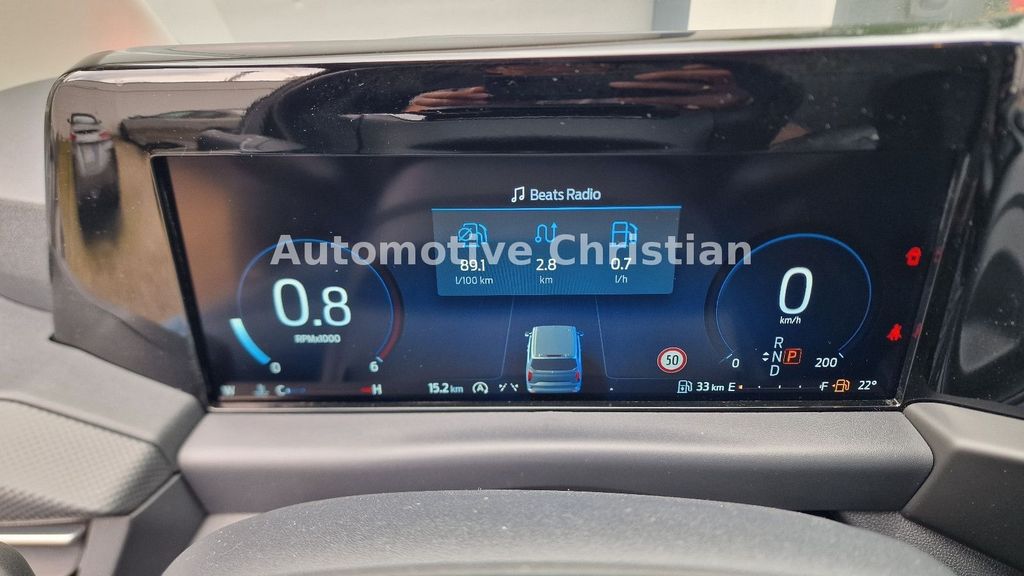 Beats Radio
Automotive Christian
89.1 2.8 0.7
l/100 km km l/h
0.8
RPMx1000
0 6
0
km/h
0 200
R
N
D
P
50
C H
15.2 km
33 km E F 22°